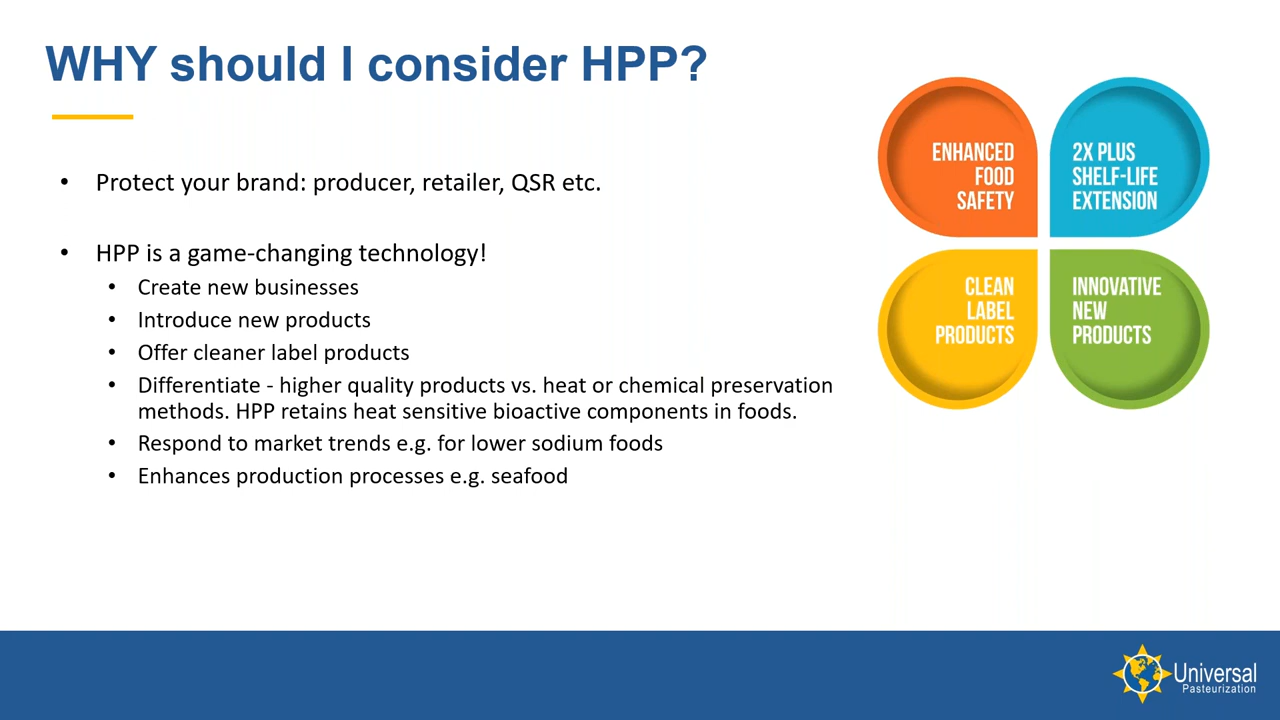 WHY should I consider HPP?
• Protect your brand: producer, retailer, QSR etc.
• HPP is a game-changing technology!
• Create new businesses
• Introduce new products
• Offer cleaner label products
• Differentiate - higher quality products vs. heat or chemical preservation
methods. HPP retains heat sensitive bioactive components in foods.
• Respond to market trends e.g. for lower sodium foods
• Enhances production processes e.g. seafood
ENHANCED
FOOD
SAFETY
2X PLUS
SHELF-LIFE
EXTENSION
CLEAN
LABEL
PRODUCTS
INNOVATIVE
NEW
PRODUCTS
Universal
Pasteurization